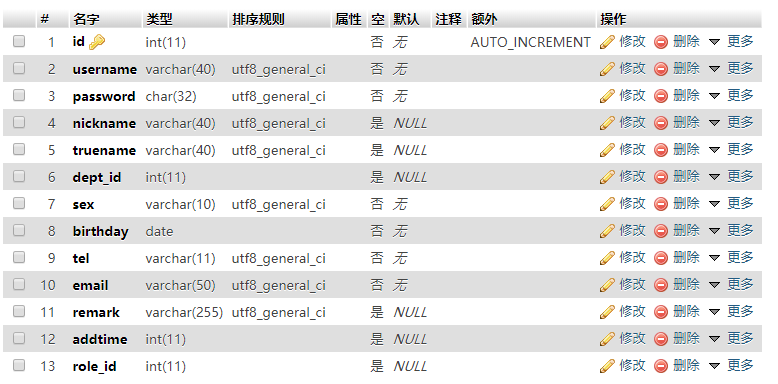 # 名字 类型 排序规则 属性 空 默认 注释 额外 操作
1 id int(11) 否 无 AUTO_INCREMENT 修改 删除 更多
2 username varchar(40) utf8_general_ci 否 无 修改 删除 更多
3 password char(32) utf8_general_ci 否 无 修改 删除 更多
4 nickname varchar(40) utf8_general_ci 是 NULL 修改 删除 更多
5 truename varchar(40) utf8_general_ci 是 NULL 修改 删除 更多
6 dept_id int(11) 是 NULL 修改 删除 更多
7 sex varchar(10) utf8_general_ci 否 无 修改 删除 更多
8 birthday date 否 无 修改 删除 更多
9 tel varchar(11) utf8_general_ci 否 无 修改 删除 更多
10 email varchar(50) utf8_general_ci 否 无 修改 删除 更多
11 remark varchar(255) utf8_general_ci 是 NULL 修改 删除 更多
12 addtime int(11) 是 NULL 修改 删除 更多
13 role_id int(11) 是 NULL 修改 删除 更多